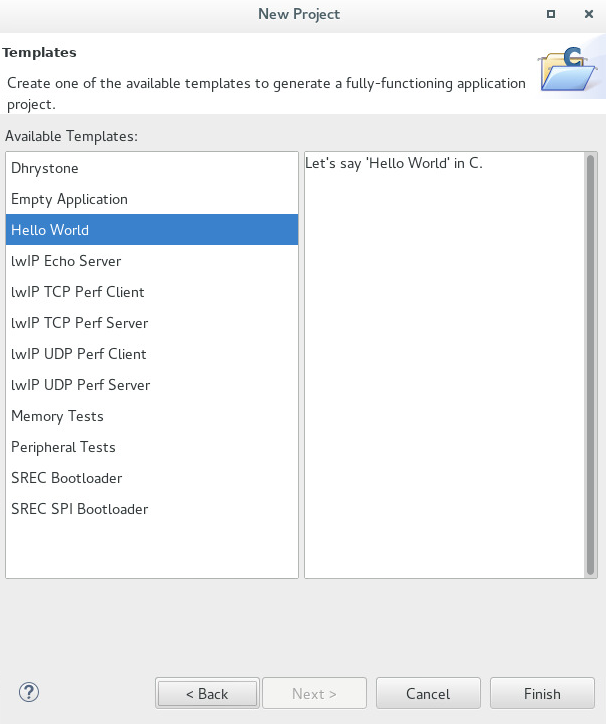 New Project
Templates
Create one of the available templates to generate a fully-functioning application
project.
Available Templates:
Dhrystone
Empty Application
Hello World
lwIP Echo Server
lwIP TCP Perf Client
lwIP TCP Perf Server
lwIP UDP Perf Client
lwIP UDP Perf Server
Memory Tests
Peripheral Tests
SREC Bootloader
SREC SPI Bootloader
Let's say 'Hello World' in C.
< Back
Next >
Cancel
Finish